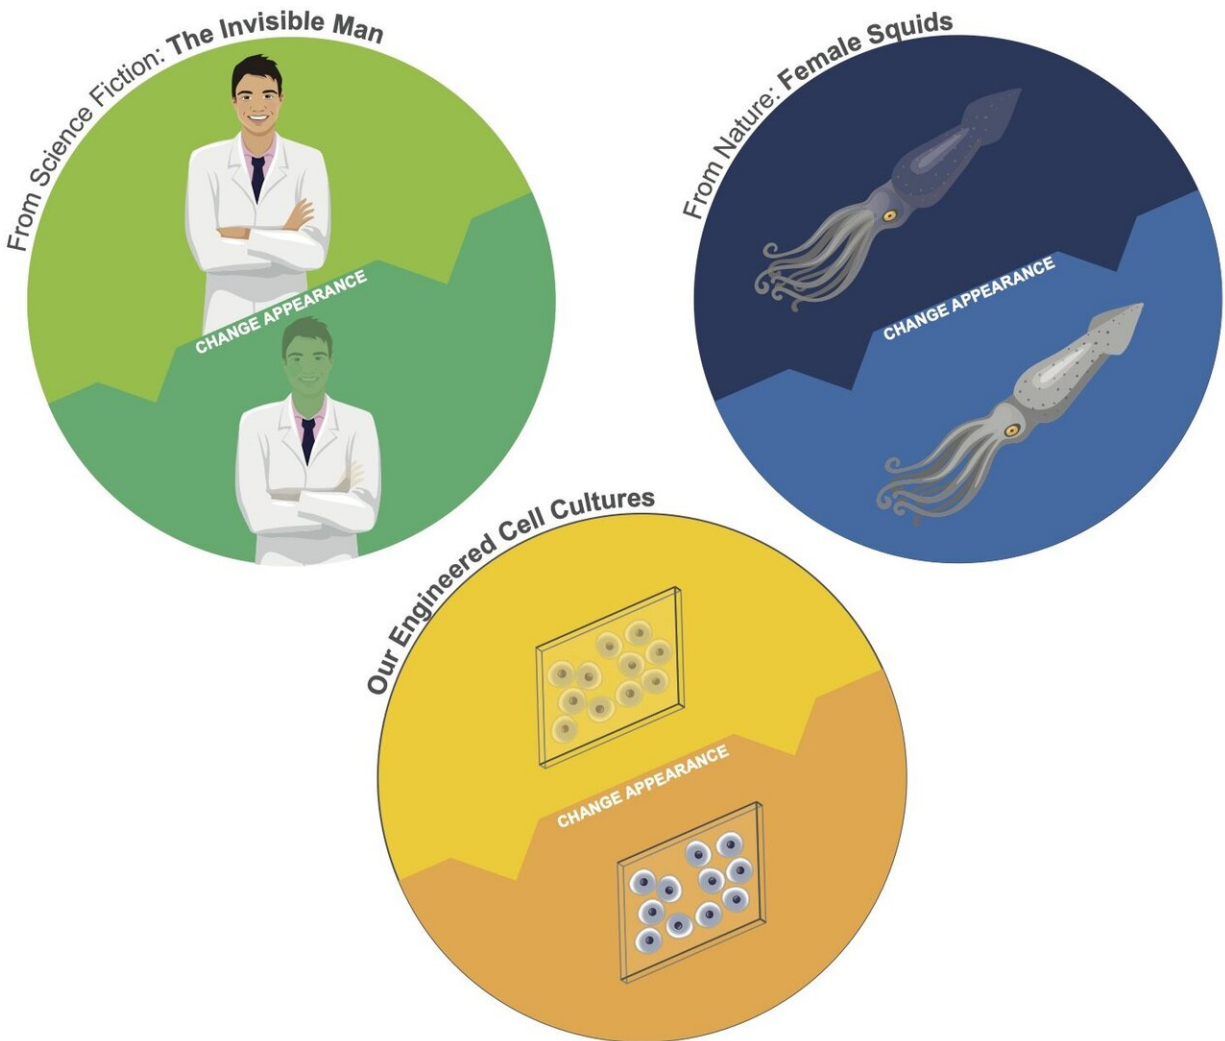 From Science Fiction: The Invisible Man
CHANGE APPEARANCE
From Nature: Female Squids
CHANGE APPEARANCE
Our Engineered Cell Cultures
CHANGE APPEARANCE